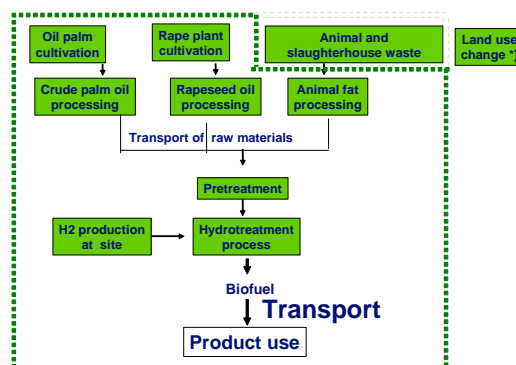 Oil palm
cultivation
Rape plant
cultivation
Animal and
slaughterhouse waste
Land use
change *)
Crude palm oil
processing
Rapeseed oil
processing
Animal fat
processing
Transport of raw materials
Pretreatment
H2 production
at site
Hydrotreatment
process
Biofuel
Transport
Product use